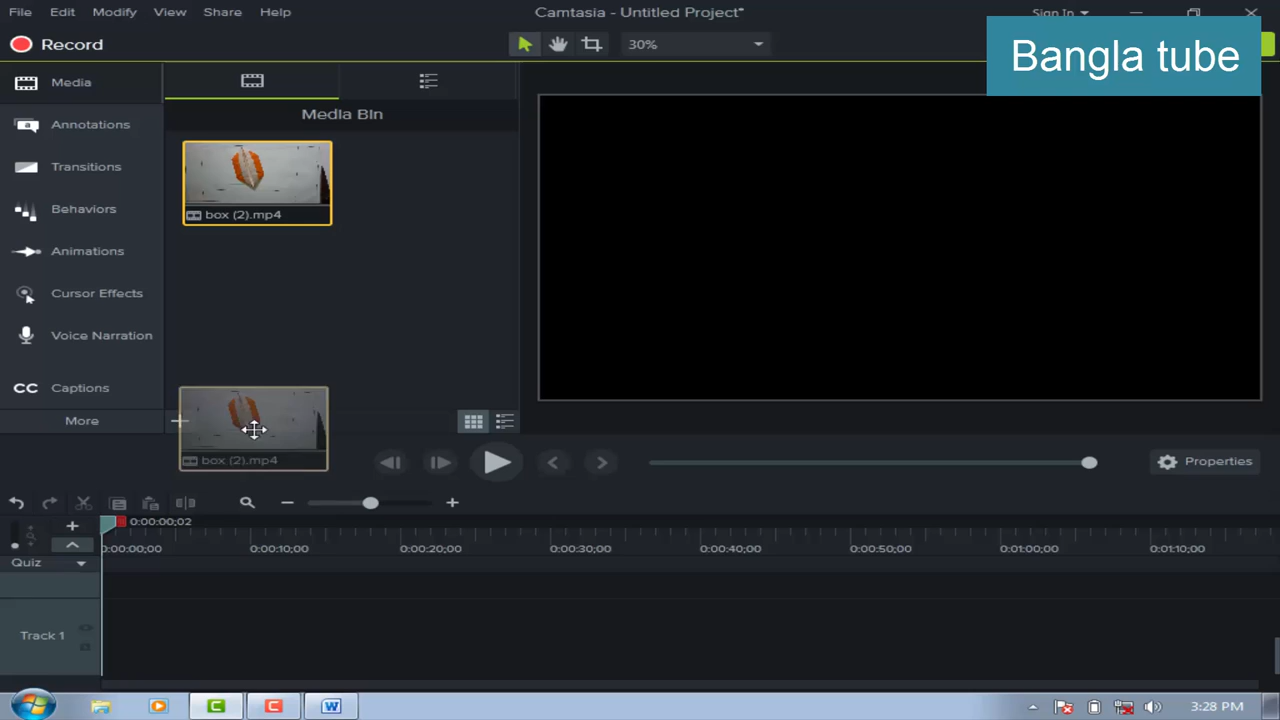 File Edit Modify View Share Help
Camtasia - Untitled Project*
Sign In
Bangla tube
Record
30%
Media
Annotations
Transitions
Behaviors
Animations
Cursor Effects
Voice Narration
CC Captions
More
Media Bin
box (2).mp4
box (2).mp4
Properties
0:00:00;02
0:00:00;00 0:00:10;00 0:00:20;00 0:00:30;00 0:00:40;00 0:00:50;00 0:01:00;00 0:01:10;00
Quiz
Track 1
3:28 PM